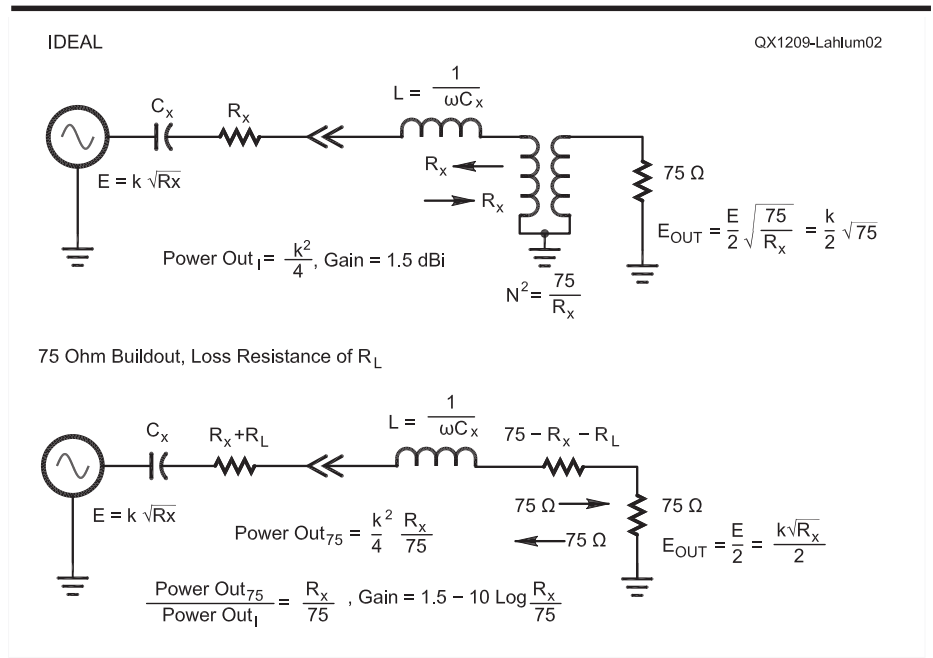 IDEAL
QX1209-Lahlum02
L = 1/ωCx
Cx
Rx
Rx
Rx
75 Ω
E = k √Rx
E_OUT = E/2 √75/Rx = k/2 √75
Power Out_I = k²/4, Gain = 1.5 dBi
N² = 75/Rx
75 Ohm Buildout, Loss Resistance of R_L
L = 1/ωCx
75 – Rx – R_L
Cx
Rx+R_L
75 Ω
75 Ω
75 Ω
E = k √Rx
Power Out₇₅ = k²/4 Rx/75
E_OUT = E/2 = k√Rx/2
Power Out₇₅/Power Out_I = Rx/75 , Gain = 1.5 – 10 Log Rx/75